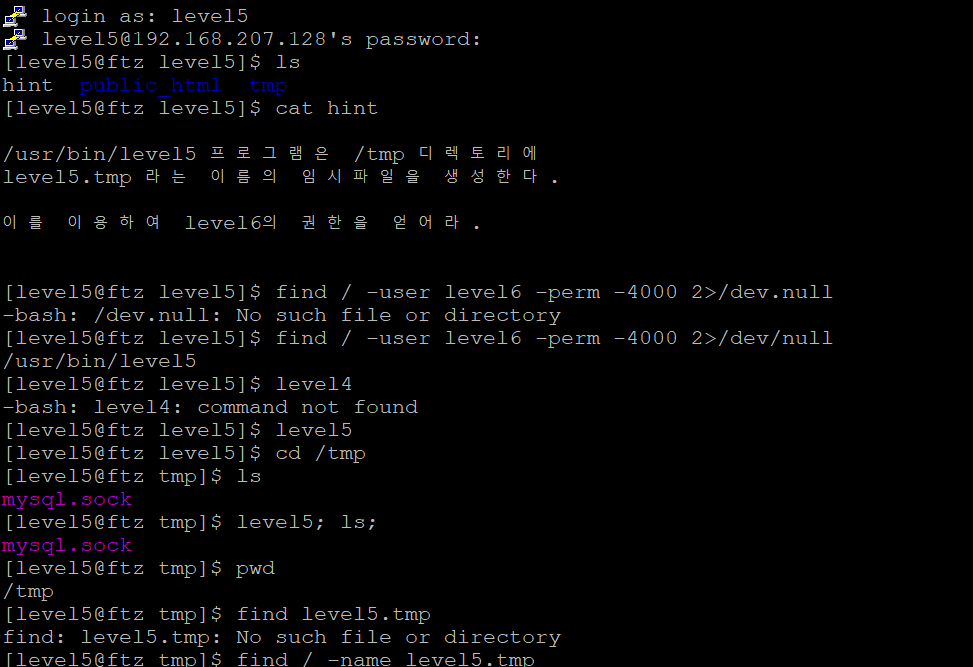 login as: level5
level5@192.168.207.128's password:
[level5@ftz level5]$ ls
hint  public_html  tmp
[level5@ftz level5]$ cat hint
/usr/bin/level5 프로그램은 /tmp 디렉토리에
level5.tmp 라는 이름의 임시파일을 생성한다.
이를 이용하여 level6의 권한을 얻어라.
[level5@ftz level5]$ find / -user level6 -perm -4000 2>/dev.null
-bash: /dev.null: No such file or directory
[level5@ftz level5]$ find / -user level6 -perm -4000 2>/dev/null
/usr/bin/level5
[level5@ftz level5]$ level4
-bash: level4: command not found
[level5@ftz level5]$ level5
[level5@ftz level5]$ cd /tmp
[level5@ftz tmp]$ ls
mysql.sock
[level5@ftz tmp]$ level5; ls;
mysql.sock
[level5@ftz tmp]$ pwd
/tmp
[level5@ftz tmp]$ find level5.tmp
find: level5.tmp: No such file or directory
[level5@ftz tmp]$ find / -name level5.tmp